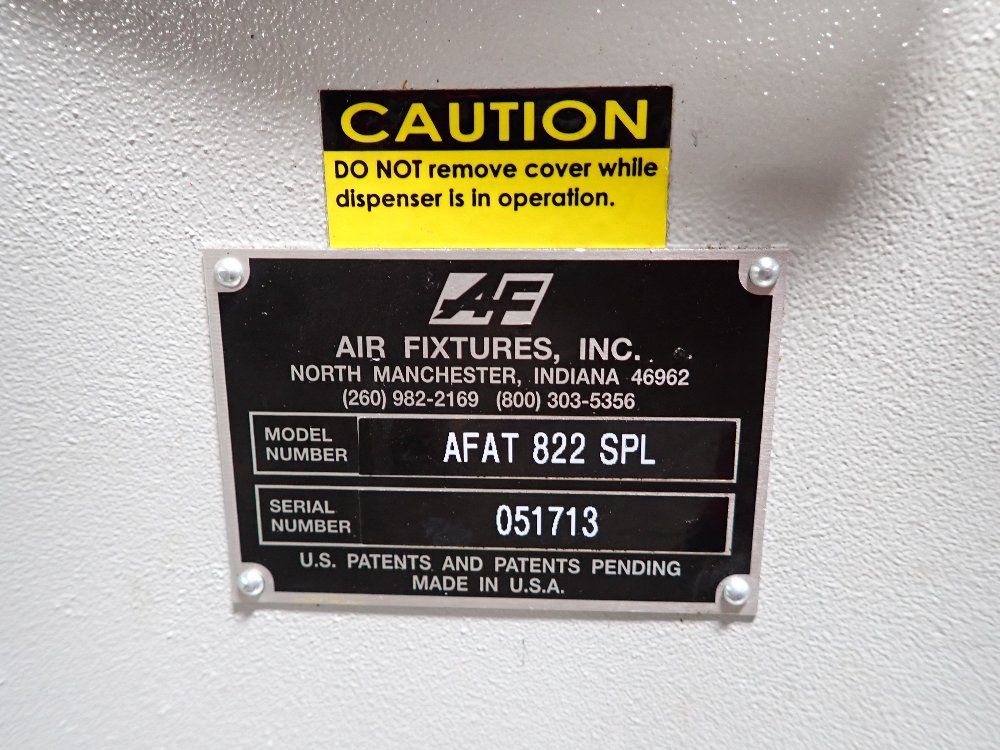 CAUTION
DO NOT remove cover while
dispenser is in operation.
AF
AIR FIXTURES, INC.
NORTH MANCHESTER, INDIANA 46962
(260) 982-2169 (800) 303-5356
MODEL
NUMBER
AFAT 822 SPL
SERIAL
NUMBER
051713
U.S. PATENTS AND PATENTS PENDING
MADE IN U.S.A.